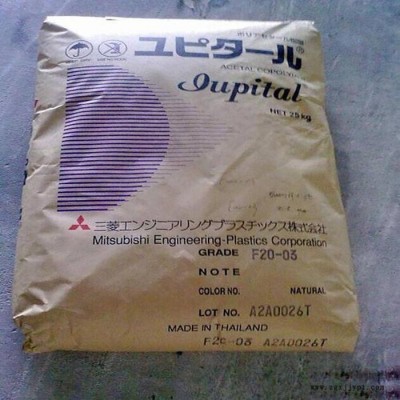 ユピタール®
ACETAL COPOLYMER
Iupital
NET 25kg
三菱エンジニアリングプラスチックス株式会社
Mitsubishi Engineering-Plastics Corporation
GRADE F20-03
NOTE
COLOR NO. NATURAL
LOT NO. A2A0026T
MADE IN THAILAND
F20-03 A2A0026T